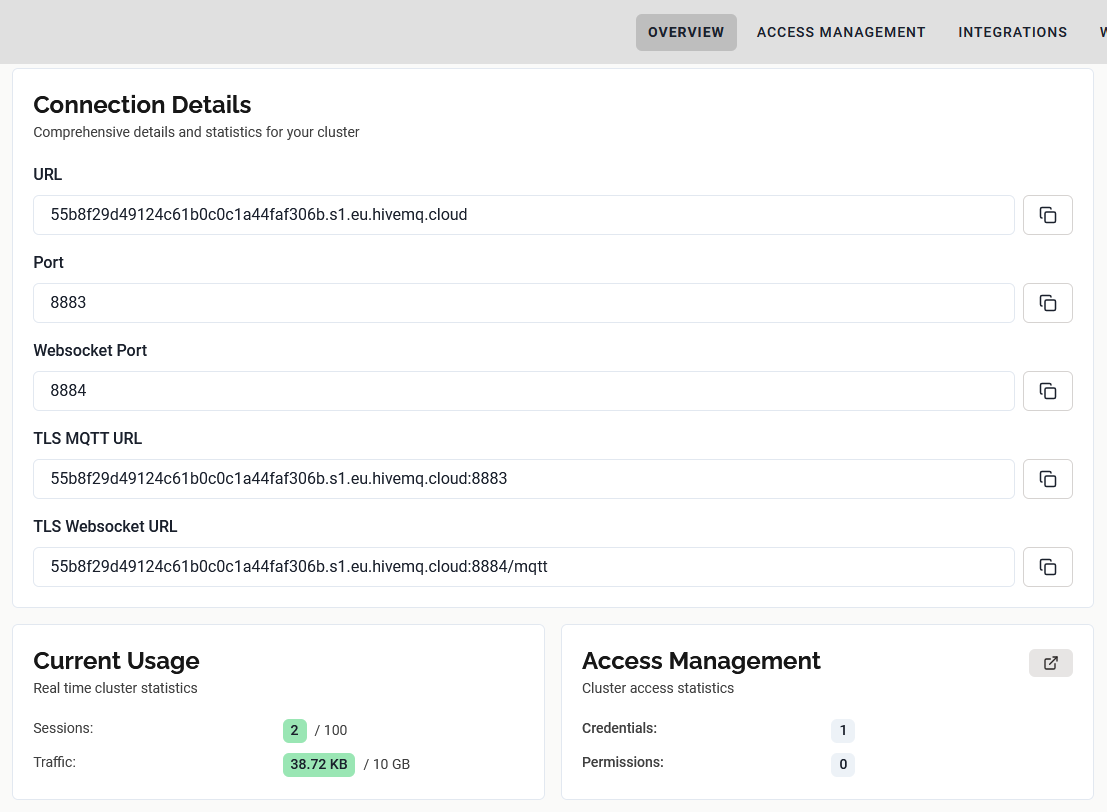 OVERVIEW ACCESS MANAGEMENT INTEGRATIONS
Connection Details
Comprehensive details and statistics for your cluster
URL
55b8f29d49124c61b0c0c1a44faf306b.s1.eu.hivemq.cloud
Port
8883
Websocket Port
8884
TLS MQTT URL
55b8f29d49124c61b0c0c1a44faf306b.s1.eu.hivemq.cloud:8883
TLS Websocket URL
55b8f29d49124c61b0c0c1a44faf306b.s1.eu.hivemq.cloud:8884/mqtt
Current Usage
Real time cluster statistics
Sessions: 2 / 100
Traffic: 38.72 KB / 10 GB
Access Management
Cluster access statistics
Credentials: 1
Permissions: 0